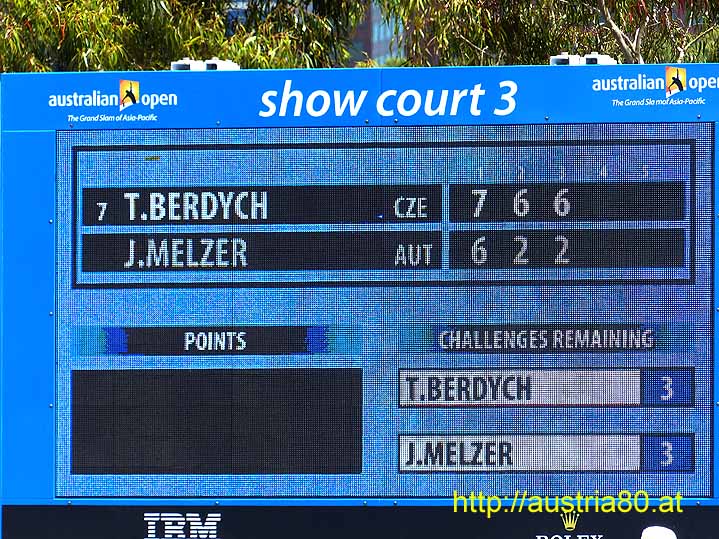 australian open
The Grand Slam of Asia-Pacific
show court 3
australian open
The Grand Slam of Asia-Pacific
1 2 3 4 5
7 T.BERDYCH CZE 7 6 6
J.MELZER AUT 6 2 2
POINTS
CHALLENGES REMAINING
T.BERDYCH 3
J.MELZER 3
http://austria80.at
IBM
ROLEX